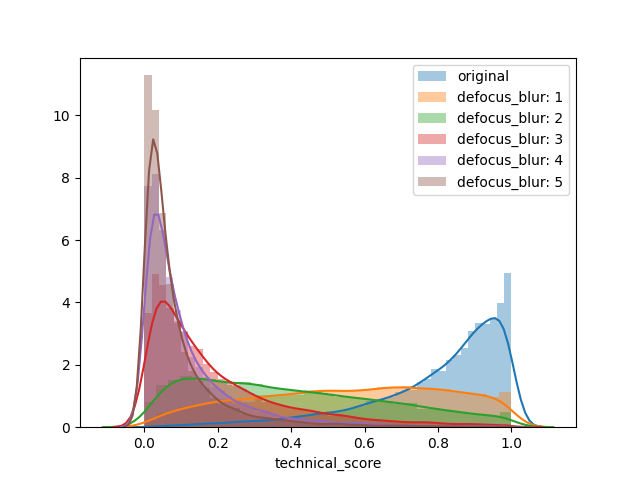 original
defocus_blur: 1
defocus_blur: 2
defocus_blur: 3
defocus_blur: 4
defocus_blur: 5
10
8
6
4
2
0
0.0 0.2 0.4 0.6 0.8 1.0
technical_score